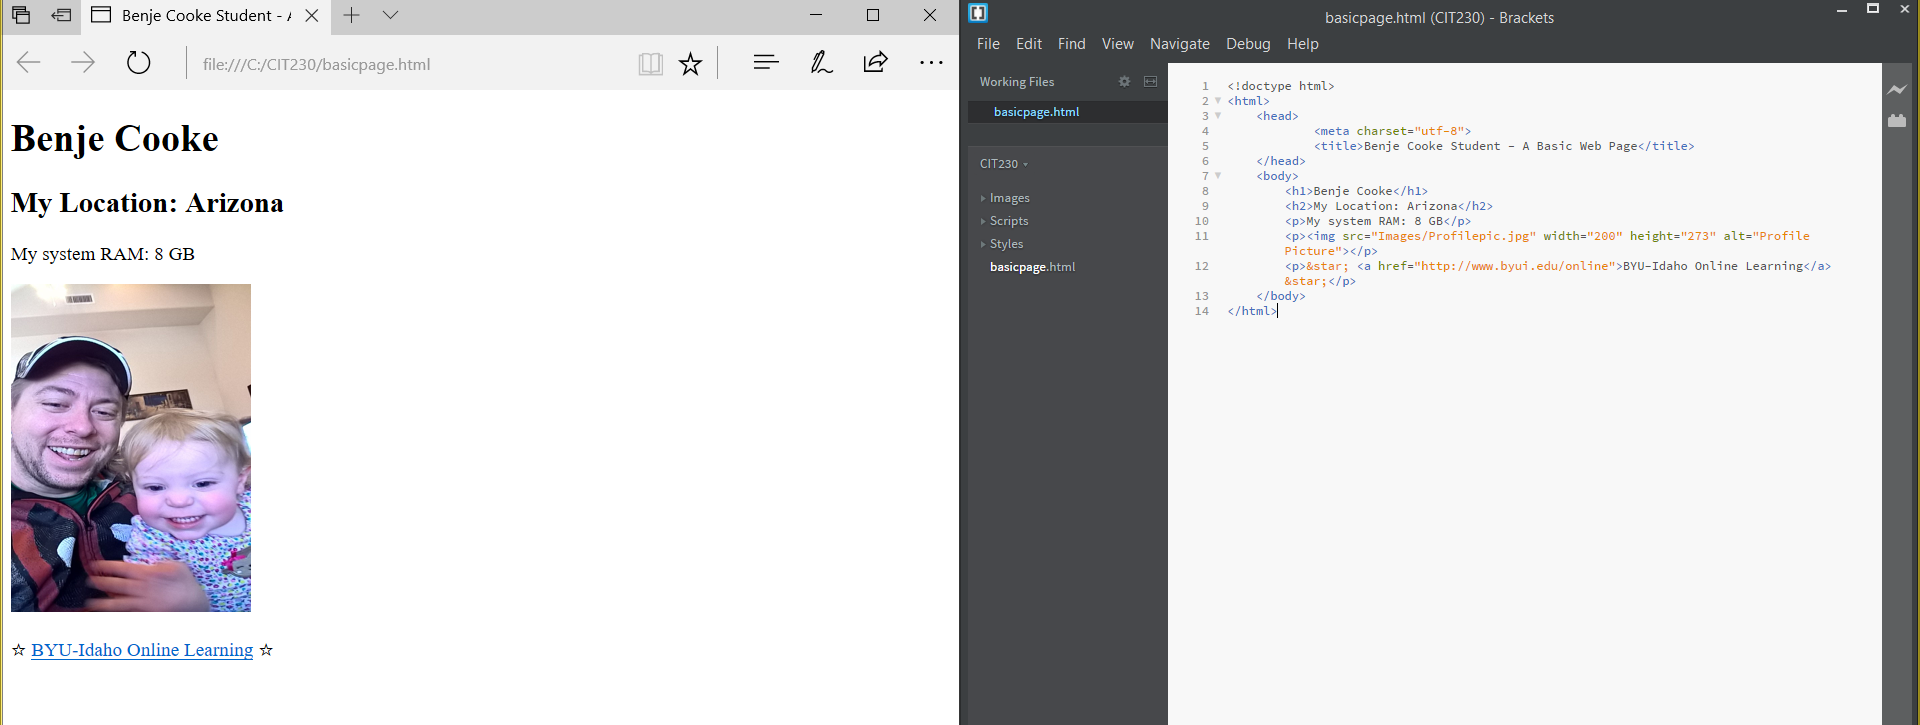 Benje Cooke Student - A
file:///C:/CIT230/basicpage.html
Benje Cooke
My Location: Arizona
My system RAM: 8 GB
☆ BYU-Idaho Online Learning ☆
basicpage.html (CIT230) - Brackets
File Edit Find View Navigate Debug Help
Working Files
basicpage.html
CIT230
Images
Scripts
Styles
basicpage.html
1 <!doctype html>
2 <html>
3 <head>
4 <meta charset="utf-8">
5 <title>Benje Cooke Student - A Basic Web Page</title>
6 </head>
7 <body>
8 <h1>Benje Cooke</h1>
9 <h2>My Location: Arizona</h2>
10 <p>My system RAM: 8 GB</p>
11 <p><img src="Images/Profilepic.jpg" width="200" height="273" alt="Profile
Picture"></p>
12 <p>&star; <a href="http://www.byui.edu/online">BYU-Idaho Online Learning</a>
&star;</p>
13 </body>
14 </html>